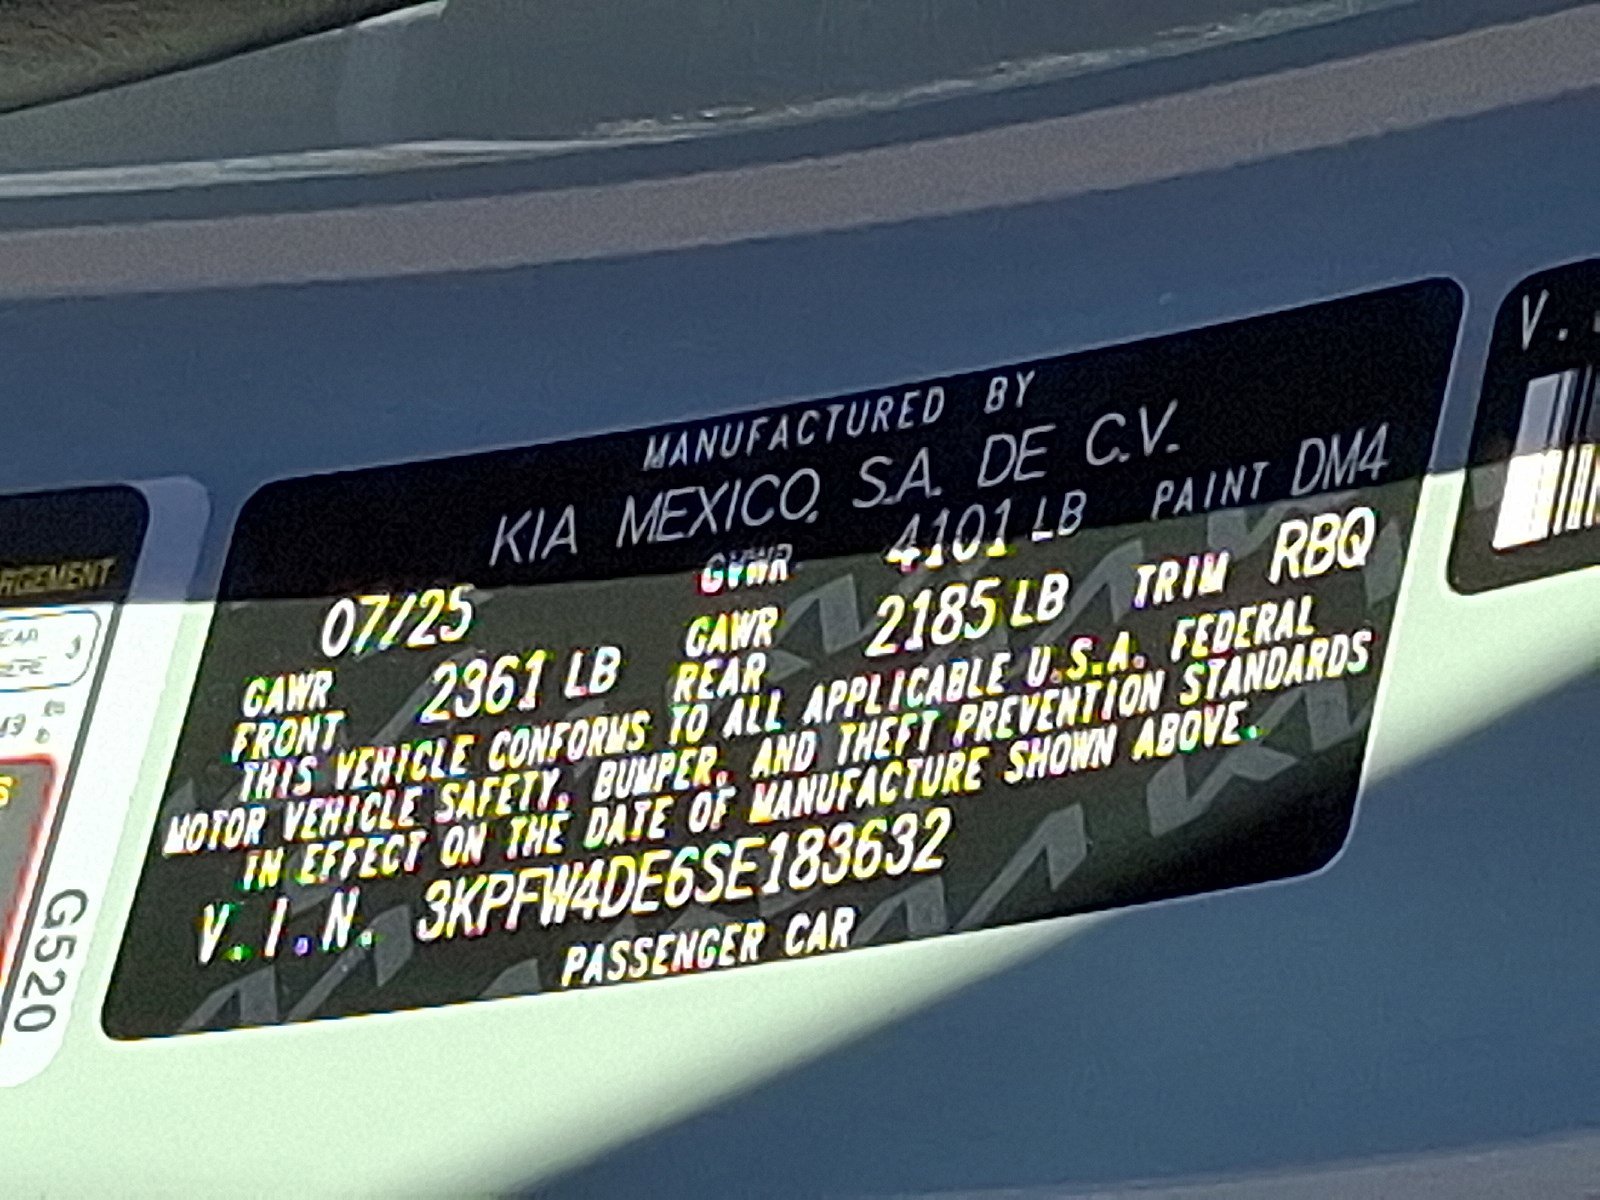 MANUFACTURED BY
KIA MEXICO, S.A. DE C.V.
07/25 GVWR 4101 LB PAINT DM4
GAWR FRONT 2361 LB GAWR REAR 2185 LB TRIM RBQ
THIS VEHICLE CONFORMS TO ALL APPLICABLE U.S.A. FEDERAL
MOTOR VEHICLE SAFETY, BUMPER, AND THEFT PREVENTION STANDARDS
IN EFFECT ON THE DATE OF MANUFACTURE SHOWN ABOVE.
V.I.N. 3KPFW4DE6SE183632
PASSENGER CAR
G520
V.